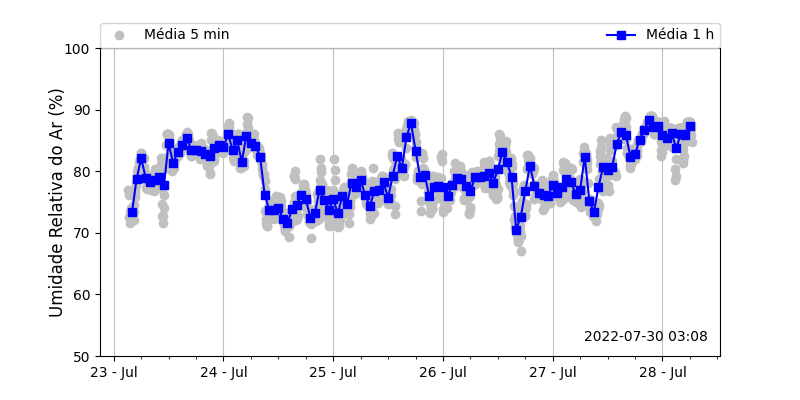 Média 5 min
Média 1 h
Umidade Relativa do Ar (%)
100
90
80
70
60
50
2022-07-30 03:08
23 - Jul
24 - Jul
25 - Jul
26 - Jul
27 - Jul
28 - Jul